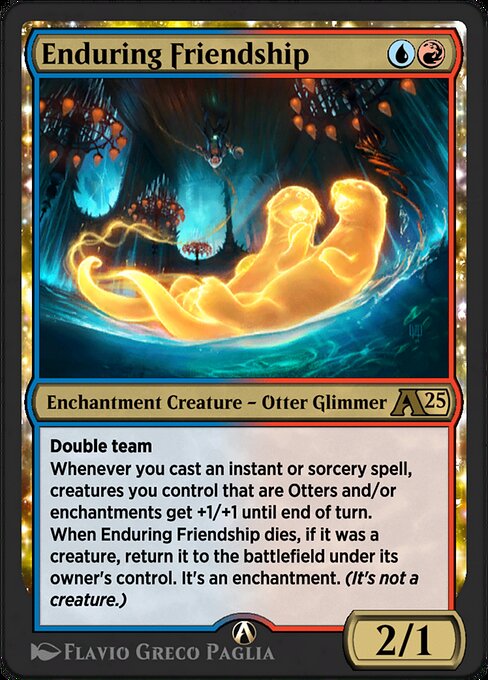 Enduring Friendship
Enchantment Creature – Otter Glimmer
A25
Double team
Whenever you cast an instant or sorcery spell,
creatures you control that are Otters and/or
enchantments get +1/+1 until end of turn.
When Enduring Friendship dies, if it was a
creature, return it to the battlefield under its
owner's control. It's an enchantment. (It's not a
creature.)
2/1
Flavio Greco Paglia